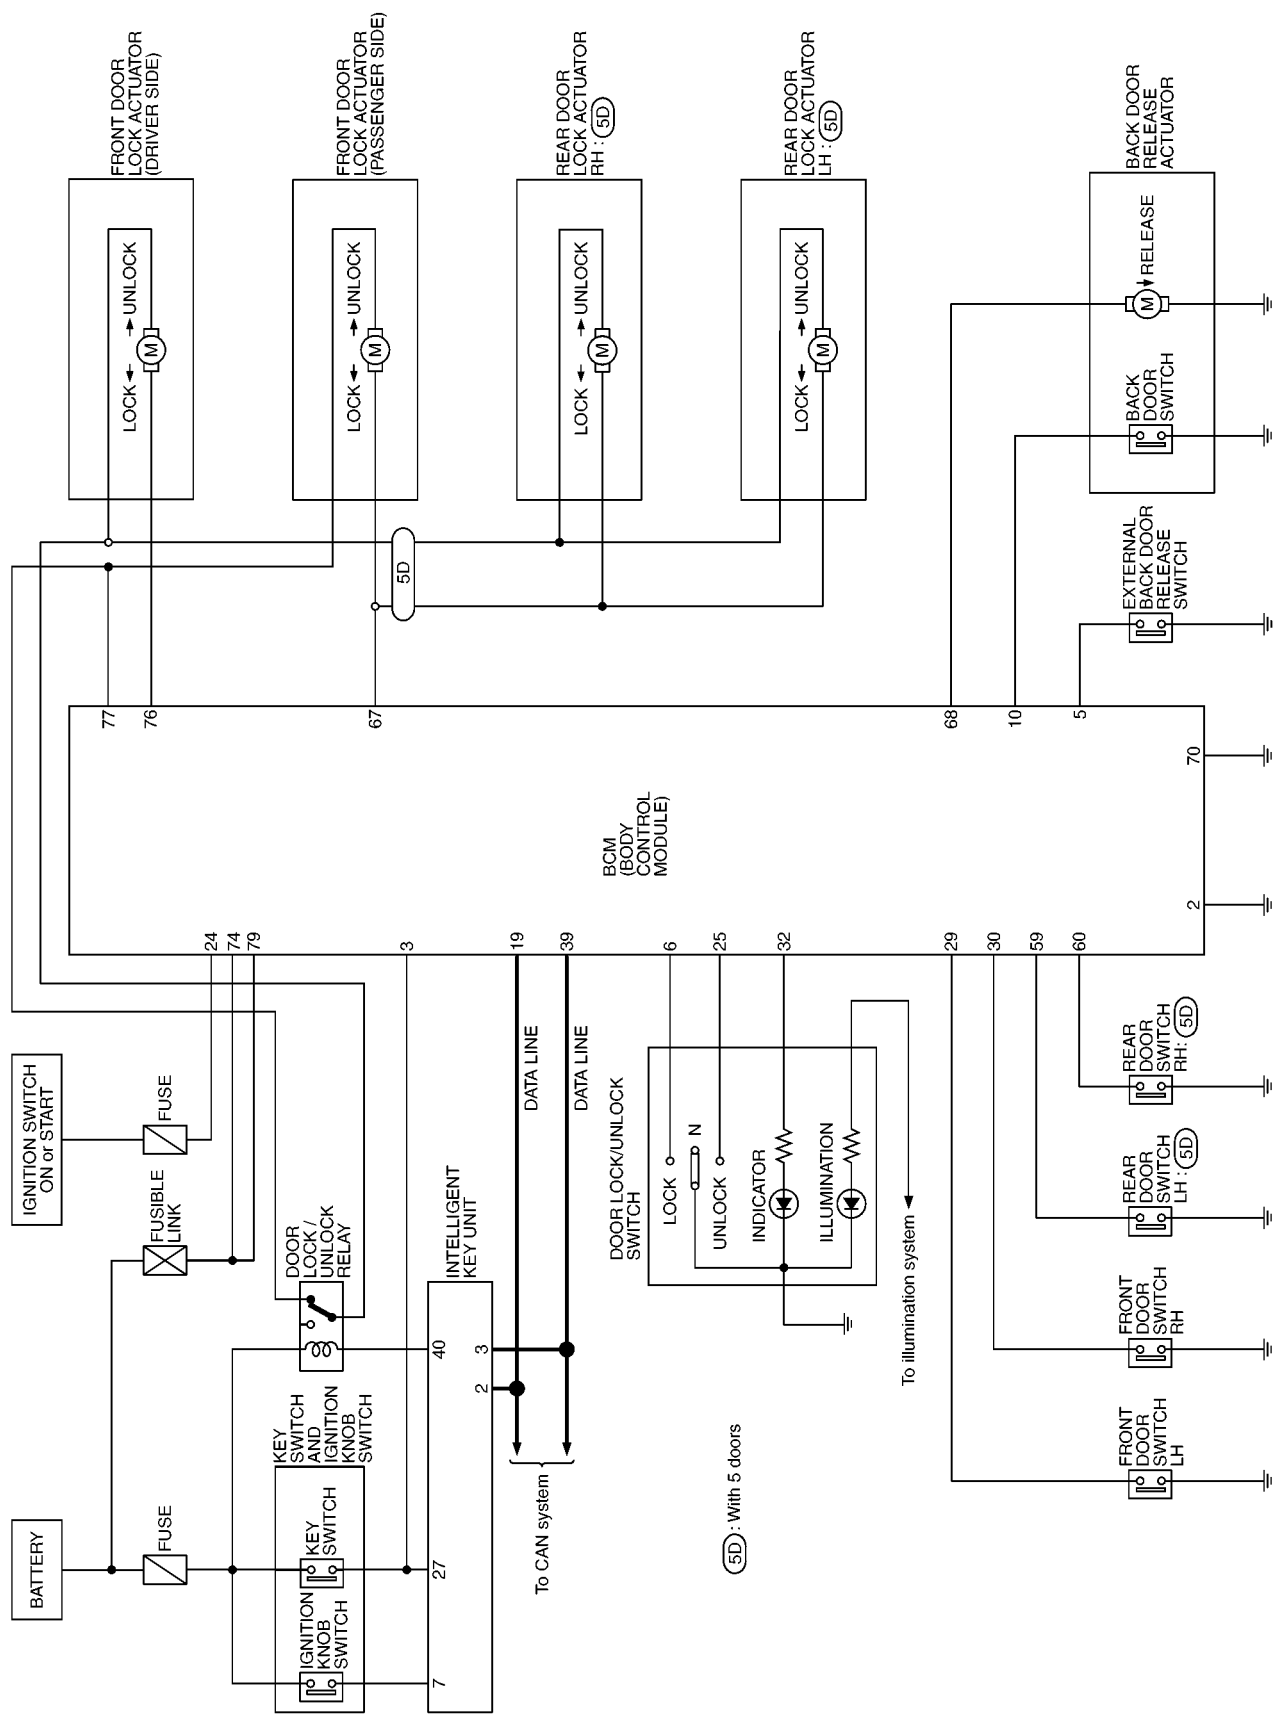 BATTERY
FUSE
IGNITION
KNOB
SWITCH
KEY
SWITCH
KEY
SWITCH
AND
IGNITION
KNOB
SWITCH
FUSIBLE
LINK
IGNITION SWITCH
ON or START
FUSE
DOOR
LOCK /
UNLOCK
RELAY
INTELLIGENT
KEY UNIT
7
27
40
2
3
To CAN system
DATA LINE
DATA LINE
5D : With 5 doors
DOOR LOCK/UNLOCK
SWITCH
LOCK
N
UNLOCK
INDICATOR
ILLUMINATION
To illumination system
FRONT
DOOR
SWITCH
LH
FRONT
DOOR
SWITCH
RH
REAR
DOOR
SWITCH
LH : 5D
REAR
DOOR
SWITCH
RH: 5D
24
74
79
3
19
39
6
25
32
29
30
59
60
2
70
BCM
(BODY
CONTROL
MODULE)
77
76
67
68
10
5
5D
FRONT DOOR
LOCK ACTUATOR
(DRIVER SIDE)
LOCK
UNLOCK
M
FRONT DOOR
LOCK ACTUATOR
(PASSENGER SIDE)
LOCK
UNLOCK
M
REAR DOOR
LOCK ACTUATOR
RH : 5D
LOCK
UNLOCK
M
REAR DOOR
LOCK ACTUATOR
LH : 5D
LOCK
UNLOCK
M
EXTERNAL
BACK DOOR
RELEASE
SWITCH
BACK
DOOR
SWITCH
M
RELEASE
BACK DOOR
RELEASE
ACTUATOR